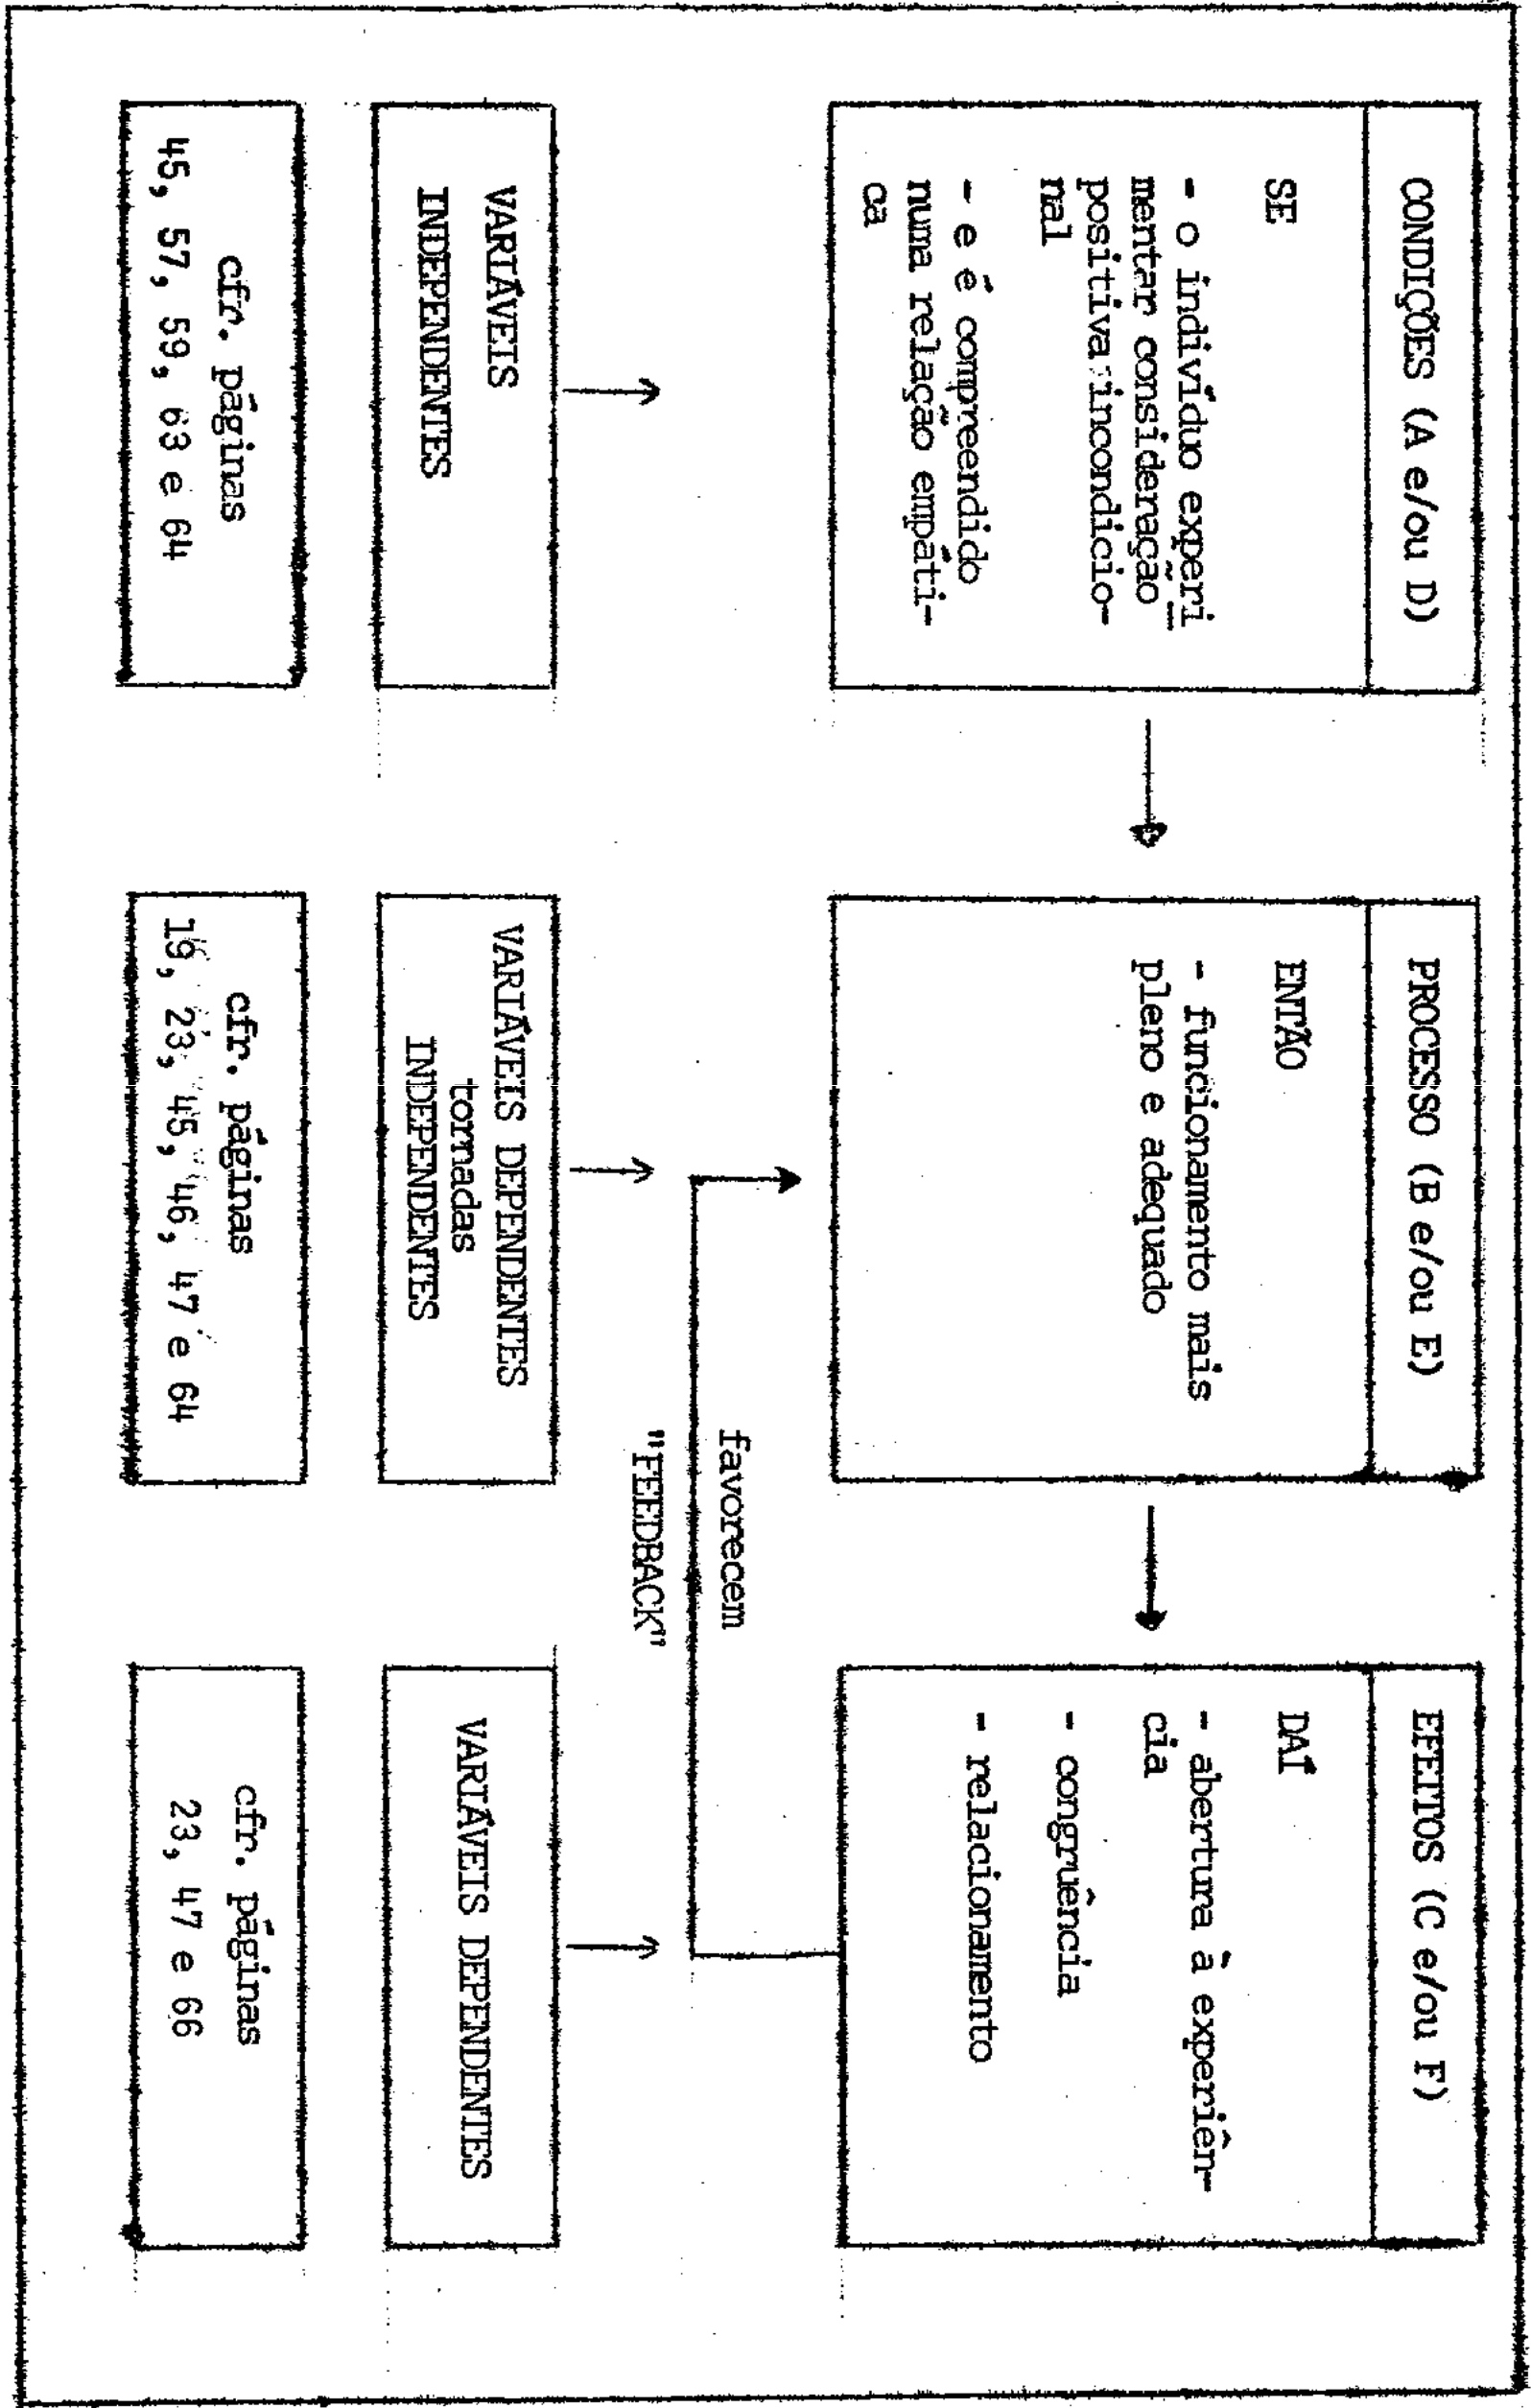 CONDIÇÕES (A e/ou D)
SE
- o indivíduo experi
mentar consideração
positiva incondicio-
nal
- e é compreendido
numa relação empáti-
ca
PROCESSO (B e/ou E)
ENTÃO
- funcionamento mais
pleno e adequado
EFEITOS (C e/ou F)
DAÍ
- abertura à experiên-
cia
- congruência
- relacionamento
favorecem
"FEEDBACK"
VARIÁVEIS
INDEPENDENTES
VARIÁVEIS DEPENDENTES
tornadas
INDEPENDENTES
VARIÁVEIS DEPENDENTES
cfr. páginas
45, 57, 59, 63 e 64
cfr. páginas
19, 23, 45, 46, 47 e 64
cfr. páginas
23, 47 e 66